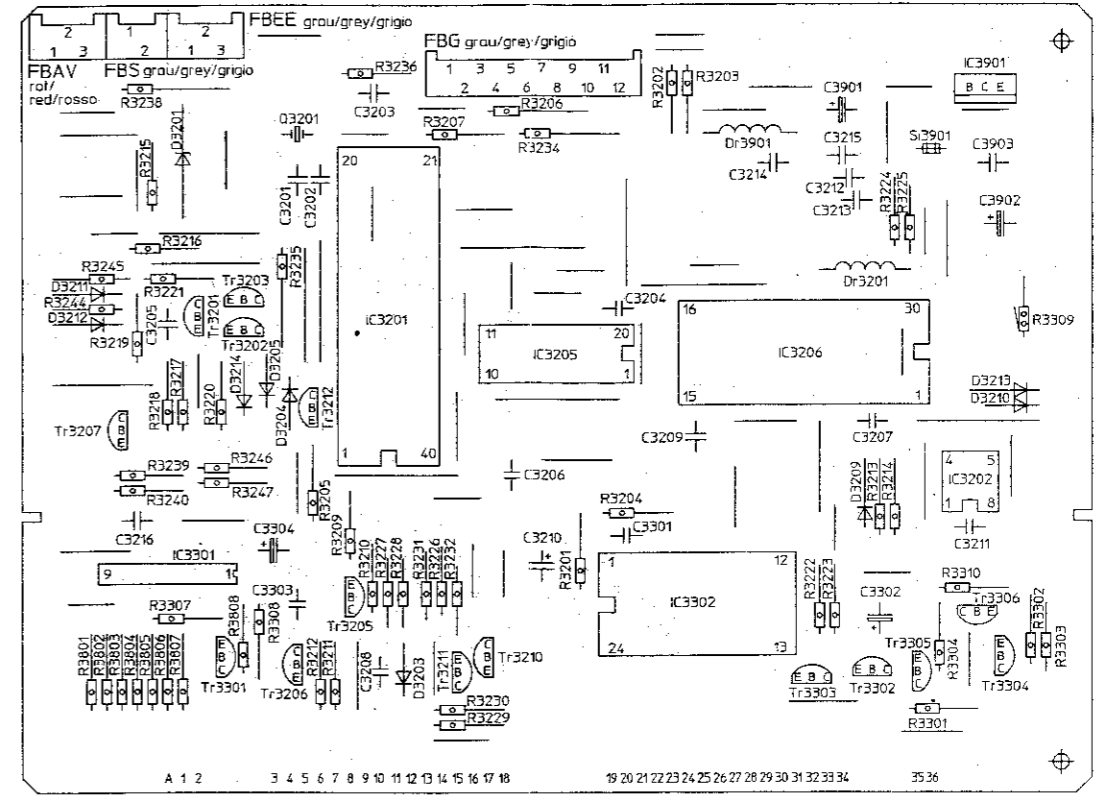 FBEE grau/grey/grigio
2 1 2
1 3 2 1 3
FBAV
rot/
red/rosso
FBS grau/grey/grigio
R3238
FBG grau/grey/grigio
1 3 5 7 9 11
2 4 6 8 10 12
R3236
C3203
R3206
R3207
R3234
R3202
R3203
C3901
IC3901
B C E
Dr3901
C3215
C3214
C3212
C3213
Si3901
C3903
C3902
R3224
R3225
Q3201
D3201
R3215
C3201
C3202
20 21
R3216
R3235
R3245
D3211
R3244
D3212
R3221
Tr3203
E B C
C3205
Tr3201
C B E
E B C
Tr3202
R3219
IC3201
C3204
11 20
IC3205
10 1
Dr3201
16 30
IC3206
15 1
R3309
D3213
D3210
R3217
R3218
R3220
D3214
D3205
D3204
C B E
Tr3212
Tr3207
C B E
1 40
C3209
C3207
R3239
R3246
R3240
R3247
R3205
C3206
D3209
R3213
R3214
4 5
IC3202
1 8
C3211
C3216
C3304
R3209
R3204
C3301
C3210
R3201
IC3301
9 1
R3210
R3227
R3228
R3231
R3226
R3232
1 12
IC3302
24 13
R3222
R3223
C3302
R3310
Tr3306
C B E
R3302
R3303
C3303
E B C
Tr3205
R3307
R3808
R3308
R3801
R3802
R3803
R3804
R3805
R3806
R3807
E B C
Tr3301
C B E
Tr3206
R3212
R3211
C3208
D3203
Tr3211
E B C
C B E
Tr3210
R3230
R3229
E B C
Tr3303
E B C
Tr3302
Tr3305
E B C
R3304
E B C
Tr3304
R3301
A 1 2 3 4 5 6 7 8 9 10 11 12 13 14 15 16 17 18 19 20 21 22 23 24 25 26 27 28 29 30 31 32 33 34 35 36